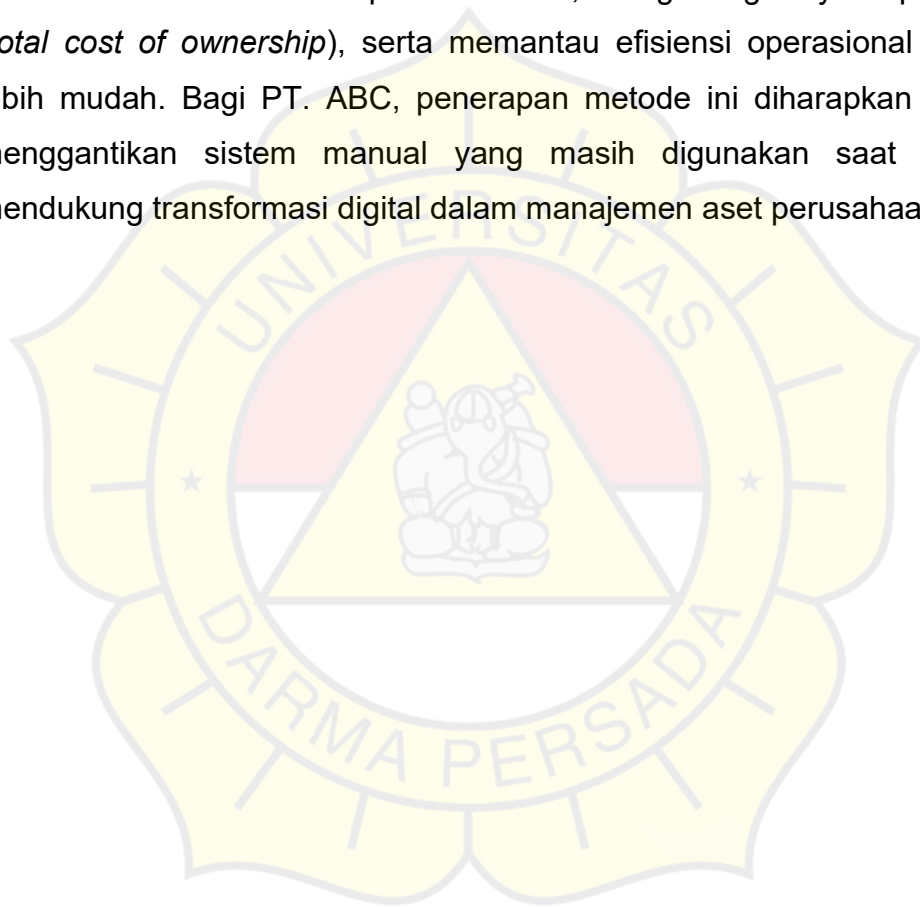 otal cost of ownership), serta memantau efisiensi operasional
bih mudah. Bagi PT. ABC, penerapan metode ini diharapkan
enggantikan sistem manual yang masih digunakan saat
endukung transformasi digital dalam manajemen aset perusahaa
UNIVERSITAS
DARMA PERSADA